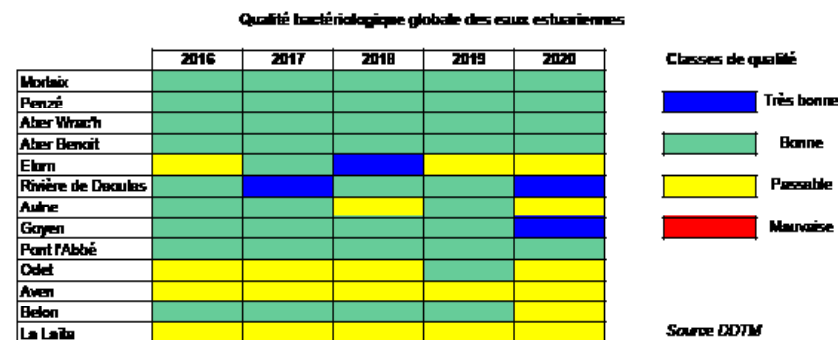 Qualité bactériologique globale des eaux estuariennes
2016 2017 2018 2019 2020
Classes de qualité
Morlaix
Penzé
Très bonne
Aber Wrac'h
Aber Benoit
Bonne
Elorn
Rivière de Daoulas
Passable
Aulne
Goyen
Mauvaise
Pont l'Abbé
Odet
Aven
Belon
La Laïta
Source DDTM